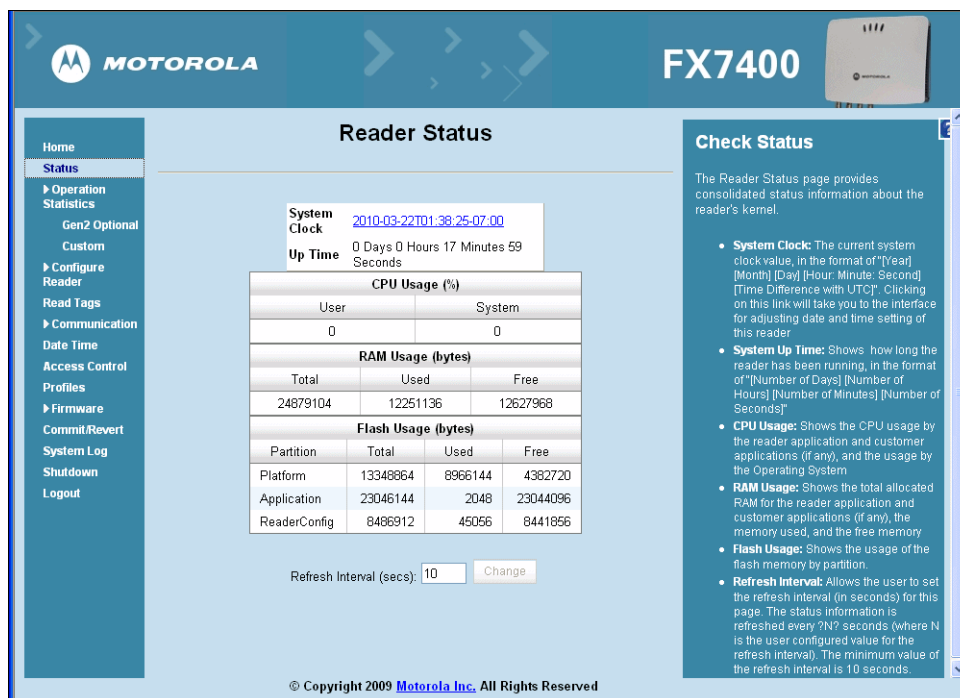 MOTOROLA
FX7400
MOTOROLA
Home
Status
Operation
Statistics
Gen2 Optional
Custom
Configure
Reader
Read Tags
Communication
Date Time
Access Control
Profiles
Firmware
Commit/Revert
System Log
Shutdown
Logout
Reader Status
System
Clock
2010-03-22T01:38:25-07:00
Up Time
0 Days 0 Hours 17 Minutes 59
Seconds
CPU Usage (%)
User System
0 0
RAM Usage (bytes)
Total Used Free
24879104 12251136 12627968
Flash Usage (bytes)
Partition Total Used Free
Platform 13348864 8966144 4382720
Application 23046144 2048 23044096
ReaderConfig 8486912 45056 8441856
Refresh Interval (secs): 10 Change
© Copyright 2009 Motorola Inc. All Rights Reserved
?
Check Status
The Reader Status page provides
consolidated status information about the
reader's kernel.
System Clock: The current system
clock value, in the format of "[Year]
[Month] [Day] [Hour: Minute: Second]
[Time Difference with UTC]". Clicking
on this link will take you to the interface
for adjusting date and time setting of
this reader
System Up Time: Shows how long the
reader has been running, in the format
of "[Number of Days] [Number of
Hours] [Number of Minutes] [Number of
Seconds]"
CPU Usage: Shows the CPU usage by
the reader application and customer
applications (if any), and the usage by
the Operating System
RAM Usage: Shows the total allocated
RAM for the reader application and
customer applications (if any), the
memory used, and the free memory
Flash Usage: Shows the usage of the
flash memory by partition.
Refresh Interval: Allows the user to set
the refresh interval (in seconds) for this
page. The status information is
refreshed every ?N? seconds (where N
is the user configured value for the
refresh interval). The minimum value of
the refresh interval is 10 seconds.